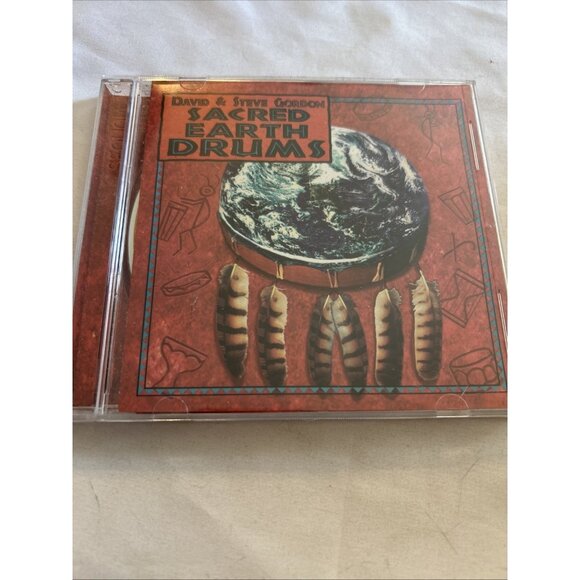 DAVID & STEVE GORDON
SACRED
EARTH
DRUMS